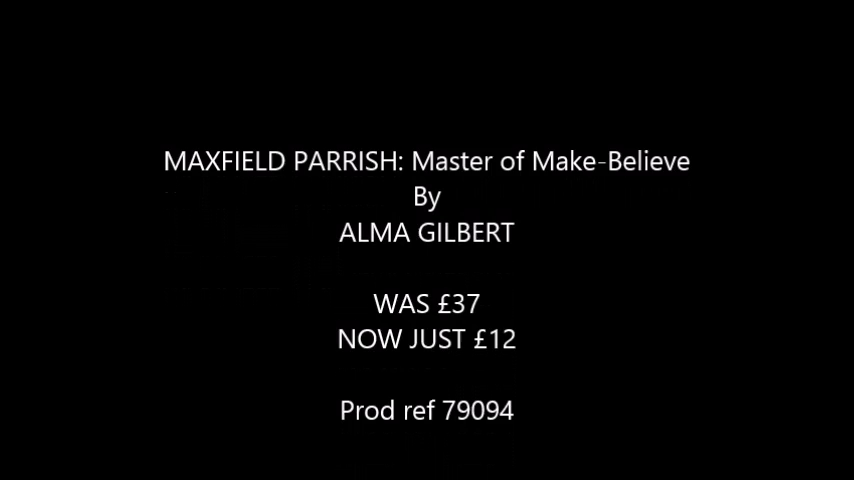 MAXFIELD PARRISH: Master of Make-Believe
By
ALMA GILBERT
WAS £37
NOW JUST £12
Prod ref 79094